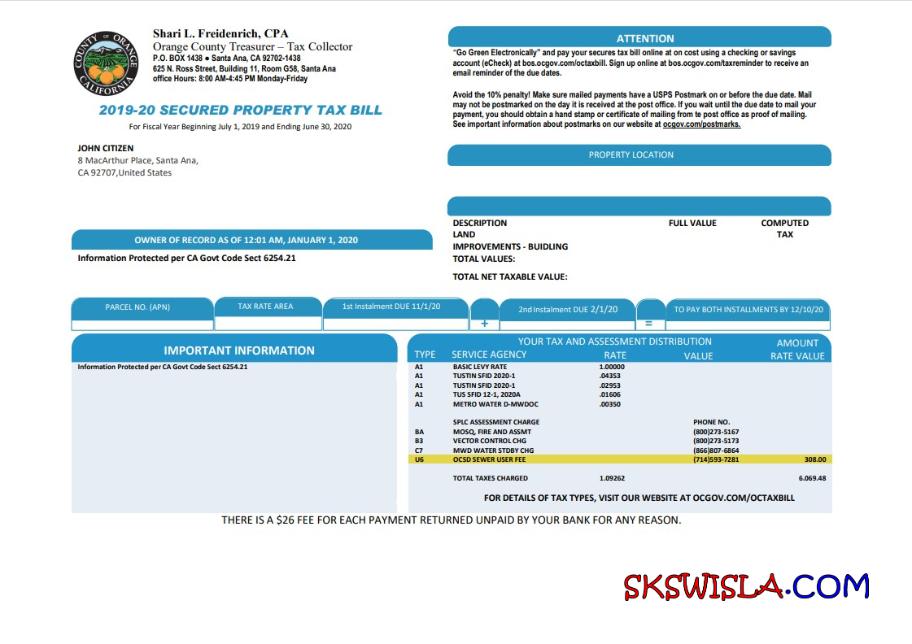 COUNTY OF ORANGE
CALIFORNIA
Shari L. Freidenrich, CPA
Orange County Treasurer – Tax Collector
P.O. BOX 1438 • Santa Ana, CA 92702-1438
625 N. Ross Street, Building 11, Room G58, Santa Ana
office Hours: 8:00 AM-4:45 PM Monday-Friday
2019-20 SECURED PROPERTY TAX BILL
For Fiscal Year Beginning July 1, 2019 and Ending June 30, 2020
JOHN CITIZEN
8 MacArthur Place, Santa Ana,
CA 92707,United States
ATTENTION
“Go Green Electronically” and pay your secures tax bill online at on cost using a checking or savings
account (eCheck) at bos.ocgov.com/octaxbill. Sign up online at bos.ocgov.com/taxreminder to receive an
email reminder of the due dates.
Avoid the 10% penalty! Make sure mailed payments have a USPS Postmark on or before the due date. Mail
may not be postmarked on the day it is received at the post office. If you wait until the due date to mail your
payment, you should obtain a hand stamp or certificate of mailing from te post office as proof of mailing.
See important information about postmarks on our website at ocgov.com/postmarks.
PROPERTY LOCATION
OWNER OF RECORD AS OF 12:01 AM, JANUARY 1, 2020
Information Protected per CA Govt Code Sect 6254.21
DESCRIPTION FULL VALUE COMPUTED
LAND TAX
IMPROVEMENTS - BUIDLING
TOTAL VALUES:
TOTAL NET TAXABLE VALUE:
PARCEL NO. (APN) TAX RATE AREA 1st Instalment DUE 11/1/20 + 2nd Instalment DUE 2/1/20 = TO PAY BOTH INSTALLMENTS BY 12/10/20
IMPORTANT INFORMATION
Information Protected per CA Govt Code Sect 6254.21
YOUR TAX AND ASSESSMENT DISTRIBUTION AMOUNT
TYPE SERVICE AGENCY RATE VALUE RATE VALUE
A1 BASIC LEVY RATE 1.00000
A1 TUSTIN SFID 2020-1 .04353
A1 TUSTIN SFID 2020-1 .02953
A1 TUS SFID 12-1, 2020A .01606
A1 METRO WATER D-MWDOC .00350
SPLC ASSESSMENT CHARGE PHONE NO.
BA MOSQ, FIRE AND ASSMT (800)273-5167
B3 VECTOR CONTROL CHG (800)273-5173
C7 MWD WATER STDBY CHG (866)807-6864
U6 OCSD SEWER USER FEE (714)593-7281 308.00
TOTAL TAXES CHARGED 1.09262 6.069.48
FOR DETAILS OF TAX TYPES, VISIT OUR WEBSITE AT OCGOV.COM/OCTAXBILL
THERE IS A $26 FEE FOR EACH PAYMENT RETURNED UNPAID BY YOUR BANK FOR ANY REASON.
SKSWISLA.COM